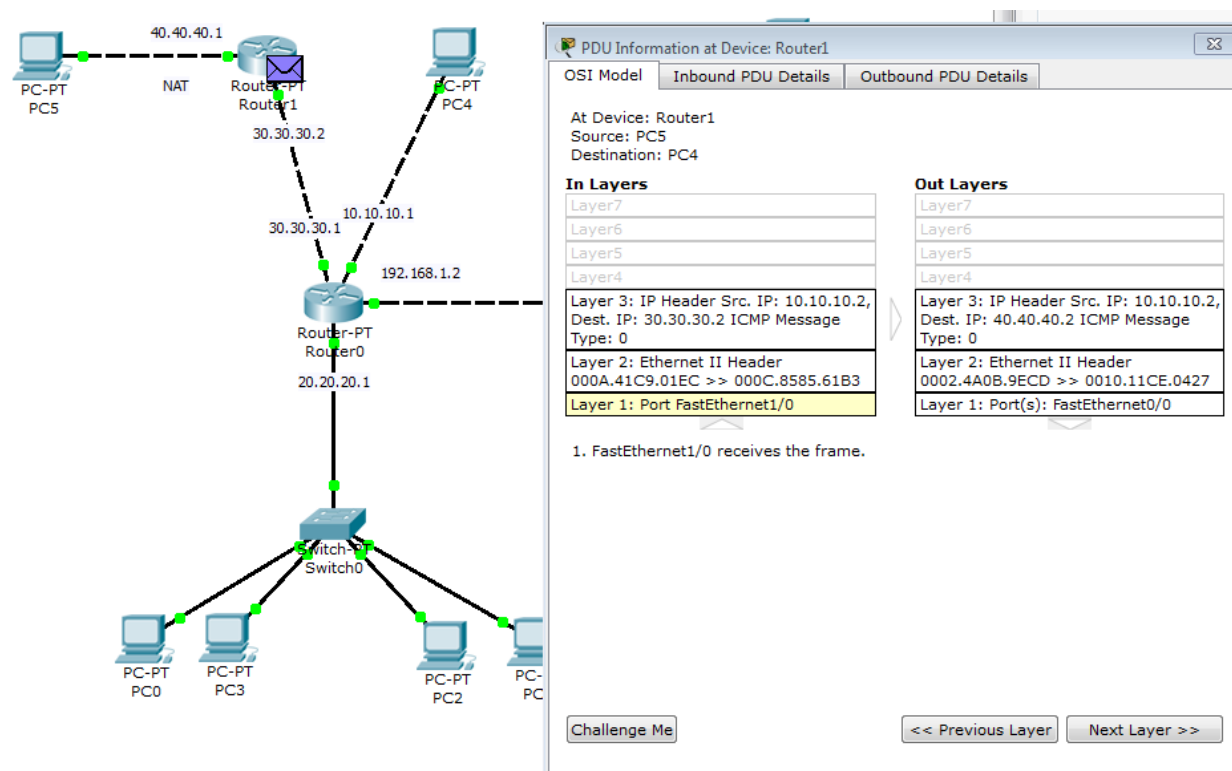 40.40.40.1
NAT
PC-PT
PC5
Router-PT
Router1
PC-PT
PC4
30.30.30.2
10.10.10.1
30.30.30.1
192.168.1.2
Router-PT
Router0
20.20.20.1
Switch-PT
Switch0
PC-PT
PC0
PC-PT
PC3
PC-PT
PC2
PC-
PC
PDU Information at Device: Router1
OSI Model
Inbound PDU Details
Outbound PDU Details
At Device: Router1
Source: PC5
Destination: PC4
In Layers
Layer7
Layer6
Layer5
Layer4
Layer 3: IP Header Src. IP: 10.10.10.2,
Dest. IP: 30.30.30.2 ICMP Message
Type: 0
Layer 2: Ethernet II Header
000A.41C9.01EC >> 000C.8585.61B3
Layer 1: Port FastEthernet1/0
Out Layers
Layer7
Layer6
Layer5
Layer4
Layer 3: IP Header Src. IP: 10.10.10.2,
Dest. IP: 40.40.40.2 ICMP Message
Type: 0
Layer 2: Ethernet II Header
0002.4A0B.9ECD >> 0010.11CE.0427
Layer 1: Port(s): FastEthernet0/0
1. FastEthernet1/0 receives the frame.
Challenge Me
<< Previous Layer
Next Layer >>